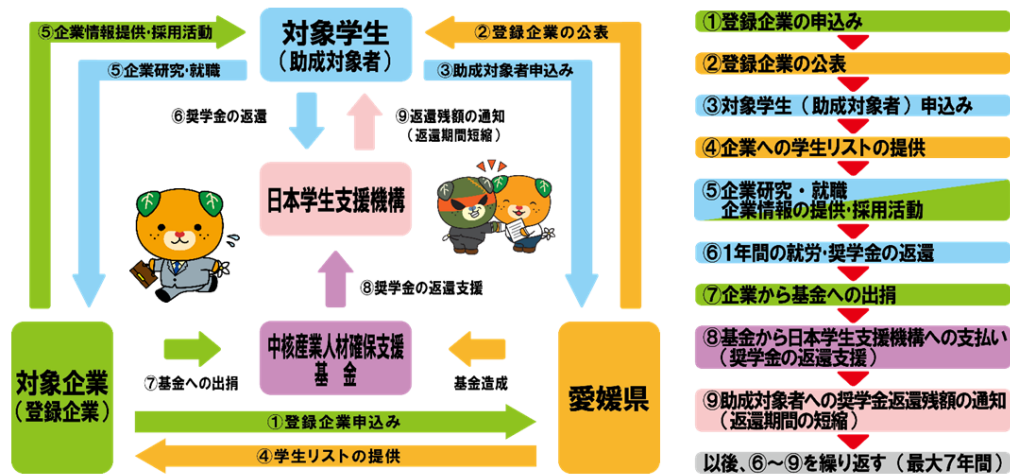 ⑤企業情報提供・採用活動
対象学生
（助成対象者）
②登録企業の公表
⑤企業研究・就職
③助成対象者申込み
⑥奨学金の返還
⑨返還残額の通知
（返還期間短縮）
日本学生支援機構
⑧奨学金の返還支援
対象企業
（登録企業）
中核産業人材確保支援
基金
愛媛県
⑦基金への出捐
基金造成
①登録企業申込み
④学生リストの提供
①登録企業の申込み
②登録企業の公表
③対象学生（助成対象者）申込み
④企業への学生リストの提供
⑤企業研究・就職
企業情報の提供・採用活動
⑥1年間の就労・奨学金の返還
⑦企業から基金への出捐
⑧基金から日本学生支援機構への支払い
（奨学金の返還支援）
⑨助成対象者への奨学金返還残額の通知
（返還期間の短縮）
以後、⑥〜⑨を繰り返す（最大7年間）